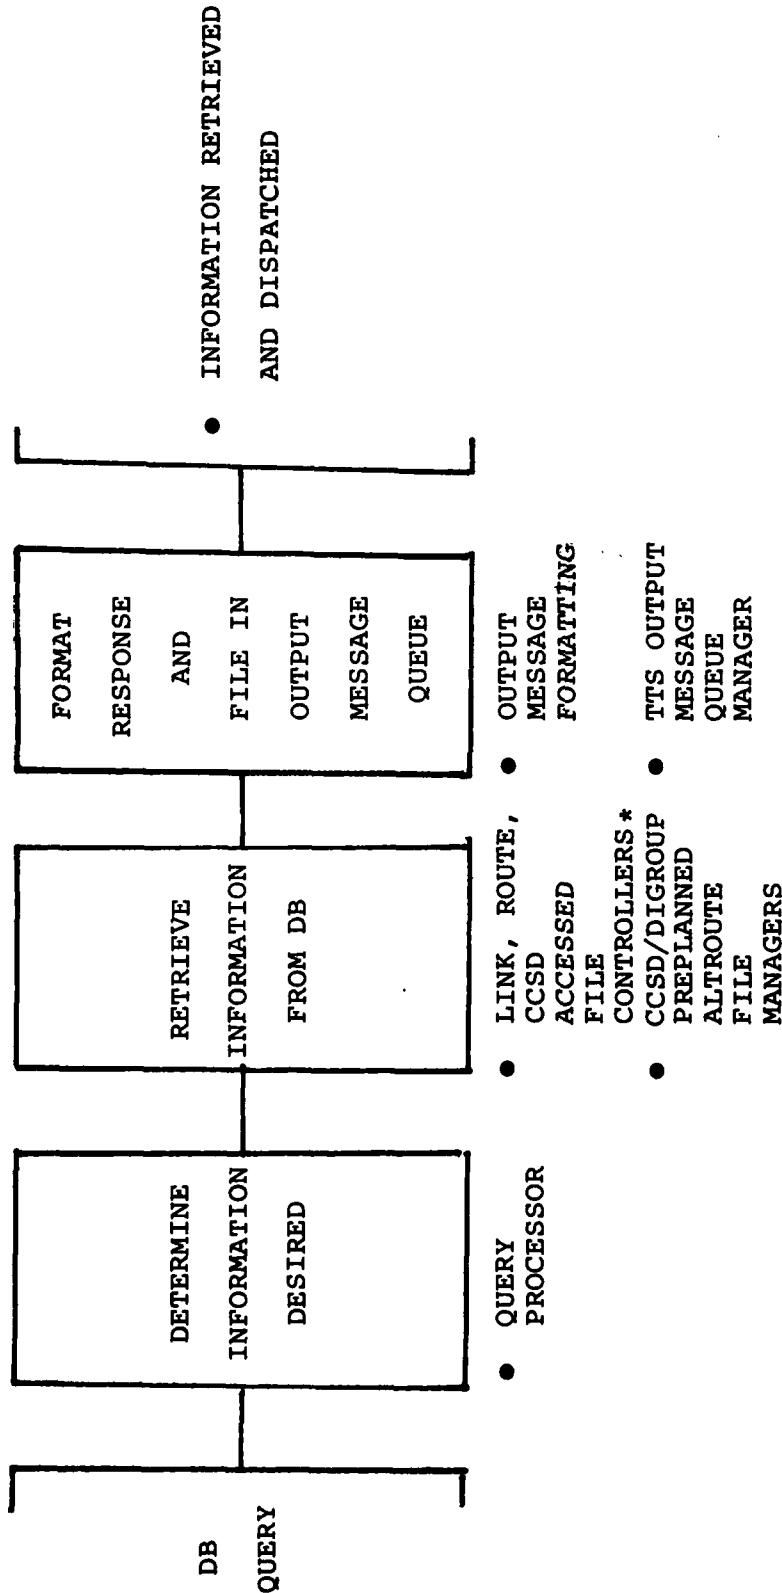 DB
QUERY
DETERMINE
INFORMATION
DESIRED
● QUERY
PROCESSOR
RETRIEVE
INFORMATION
FROM DB
● LINK, ROUTE,
CCSD
ACCESSED
FILE
CONTROLLERS*
● CCSD/DIGROUP
PREPLANNED
ALTROUTE
FILE
MANAGERS
FORMAT
RESPONSE
AND
FILE IN
OUTPUT
MESSAGE
QUEUE
● OUTPUT
MESSAGE
FORMATTING
● TTS OUTPUT
MESSAGE
QUEUE
MANAGER
● INFORMATION RETRIEVED
AND DISPATCHED